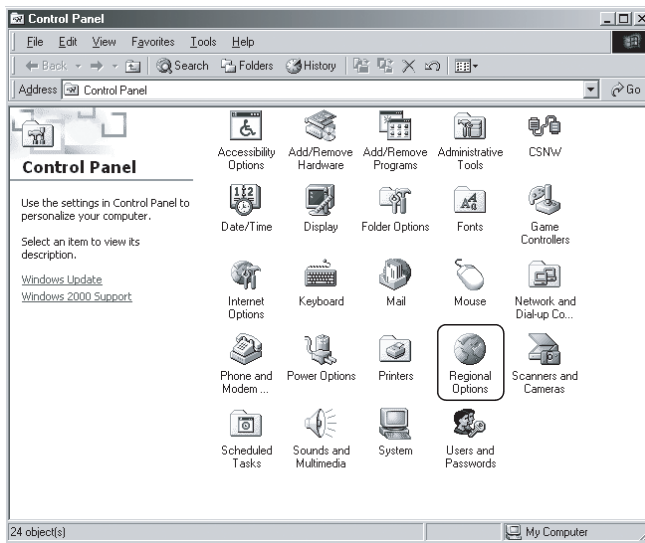 Control Panel
File Edit View Favorites Tools Help
Back Search Folders History
Address Control Panel Go
Control Panel
Use the settings in Control Panel to
personalize your computer.
Select an item to view its
description.
Windows Update
Windows 2000 Support
Accessibility
Options
Add/Remove
Hardware
Add/Remove
Programs
Administrative
Tools
CSNW
Date/Time
Display
Folder Options
Fonts
Game
Controllers
Internet
Options
Keyboard
Mail
Mouse
Network and
Dial-up Co...
Phone and
Modem ...
Power Options
Printers
Regional
Options
Scanners and
Cameras
Scheduled
Tasks
Sounds and
Multimedia
System
Users and
Passwords
24 object(s) My Computer